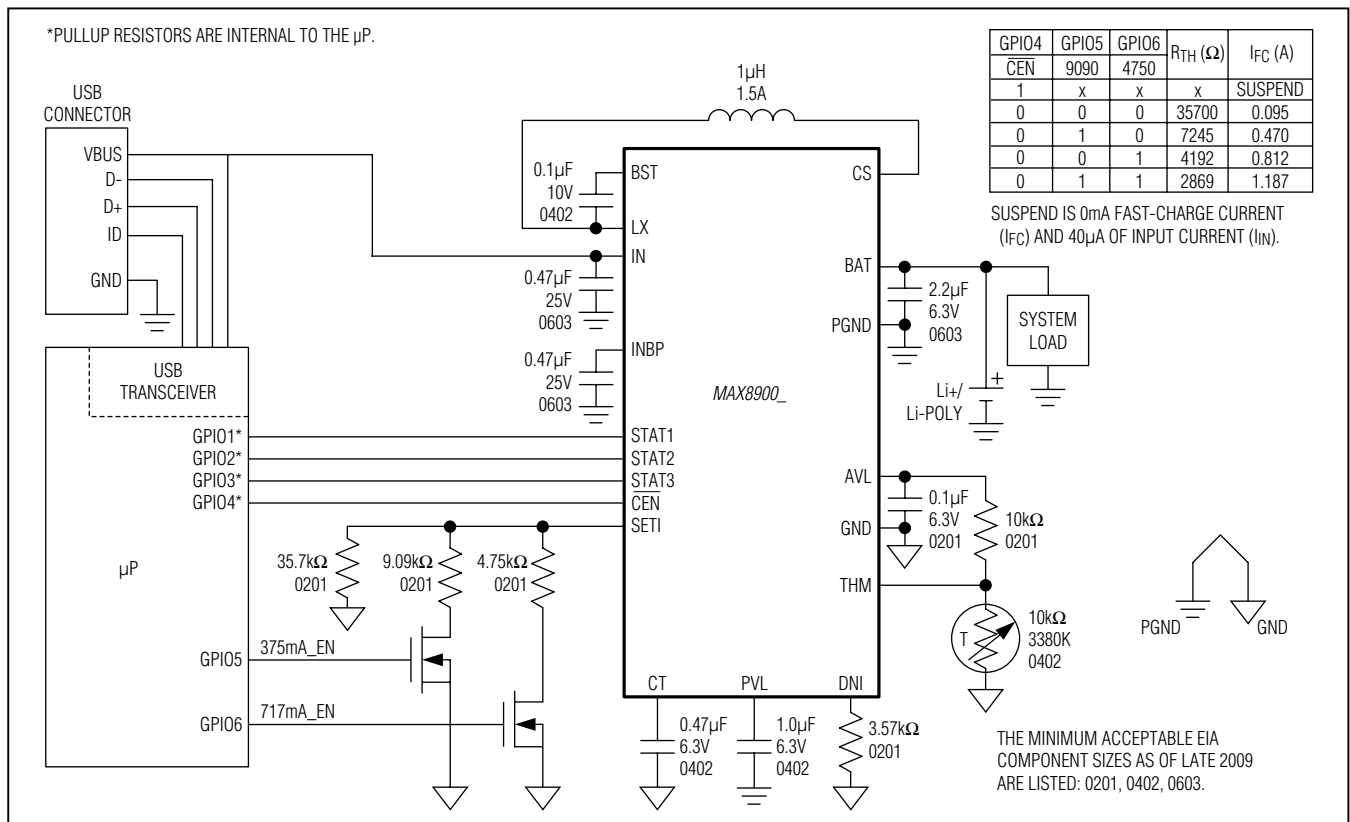 *PULLUP RESISTORS ARE INTERNAL TO THE µP.
GPIO4 GPIO5 GPIO6 RTH (Ω) IFC (A)
CEN 9090 4750
1 x x x SUSPEND
0 0 0 35700 0.095
0 1 0 7245 0.470
0 0 1 4192 0.812
0 1 1 2869 1.187
SUSPEND IS 0mA FAST-CHARGE CURRENT
(IFC) AND 40µA OF INPUT CURRENT (IIN).
USB
CONNECTOR
VBUS
D-
D+
ID
GND
1µH
1.5A
0.1µF
10V
0402
0.47µF
25V
0603
0.47µF
25V
0603
BST
LX
IN
INBP
STAT1
STAT2
STAT3
CEN
SETI
MAX8900_
CS
BAT
PGND
AVL
GND
THM
CT
PVL
DNI
2.2µF
6.3V
0603
SYSTEM
LOAD
Li+/
Li-POLY
+
0.1µF
6.3V
0201
10kΩ
0201
T
10kΩ
3380K
0402
PGND
GND
USB
TRANSCEIVER
GPIO1*
GPIO2*
GPIO3*
GPIO4*
µP
GPIO5
GPIO6
375mA_EN
717mA_EN
35.7kΩ
0201
9.09kΩ
0201
4.75kΩ
0201
0.47µF
6.3V
0402
1.0µF
6.3V
0402
3.57kΩ
0201
THE MINIMUM ACCEPTABLE EIA
COMPONENT SIZES AS OF LATE 2009
ARE LISTED: 0201, 0402, 0603.